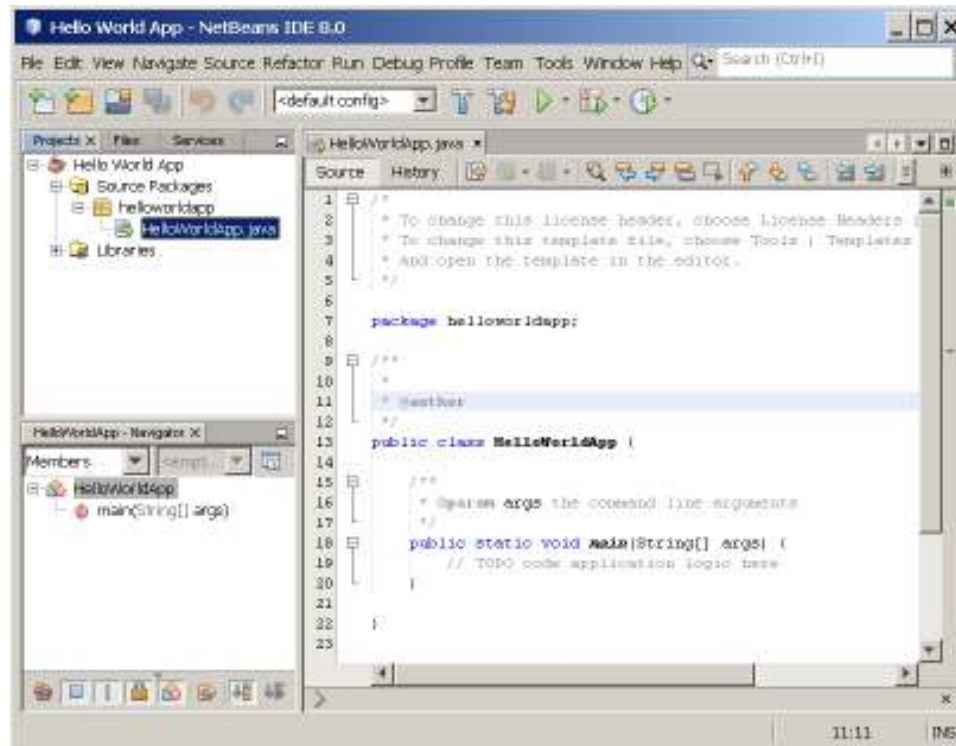 Hello World App - NetBeans IDE 8.0
File Edit View Navigate Source Refactor Run Debug Profile Team Tools Window Help Search (Ctrl+I)
<default config>
Projects Files Services
HelloWorldApp.java
Hello World App
Source Packages
helloworldapp
HelloWorldApp.java
Libraries
Source History
1 /*
2 * To change this license header, choose License Headers
3 * To change this template file, choose Tools | Templates
4 * and open the template in the editor.
5 */
6
7 package helloworldapp;
8
9 /**
10 *
11 * @author
12 */
13 public class HelloWorldApp {
14
15 /**
16 * @param args the command line arguments
17 */
18 public static void main(String[] args) {
19 // TODO code application logic here
20 }
21
22 }
23
HelloWorldApp - Navigator
Members <empt...
HelloWorldApp
main(String[] args)
11:11 INS